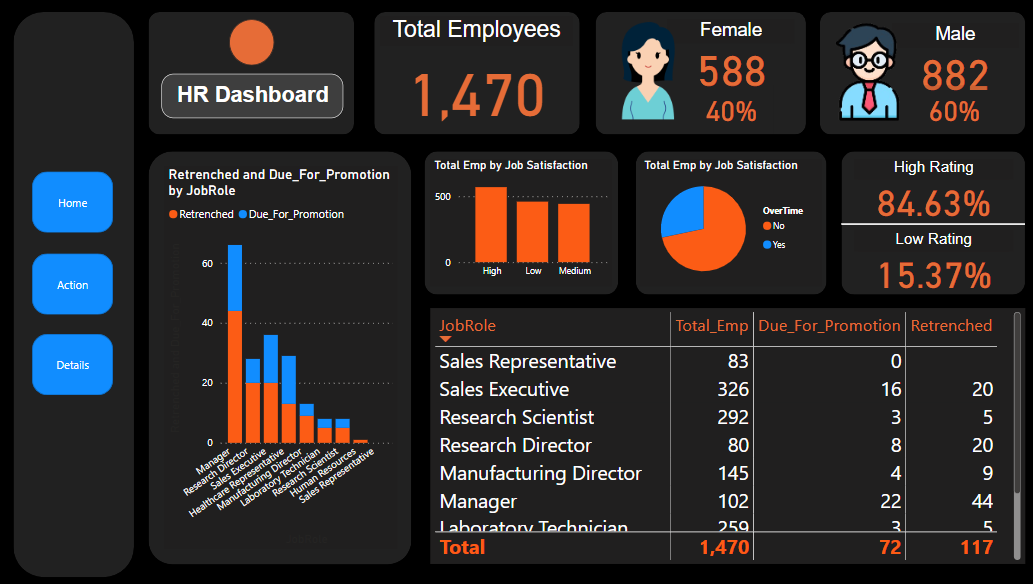 HR Dashboard
Total Employees
1,470
Female
588
40%
Male
882
60%
Home
Action
Details
Retrenched and Due_For_Promotion
by JobRole
Retrenched Due_For_Promotion
60
40
20
0
Manager
Research Director
Sales Executive
Healthcare Representative
Manufacturing Director
Laboratory Technician
Research Scientist
Human Resources
Sales Representative
Total Emp by Job Satisfaction
500
0
High Low Medium
Total Emp by Job Satisfaction
OverTime
No
Yes
High Rating
84.63%
Low Rating
15.37%
JobRole Total_Emp Due_For_Promotion Retrenched
Sales Representative 83 0
Sales Executive 326 16 20
Research Scientist 292 3 5
Research Director 80 8 20
Manufacturing Director 145 4 9
Manager 102 22 44
Laboratory Technician 259 3 5
Total 1,470 72 117